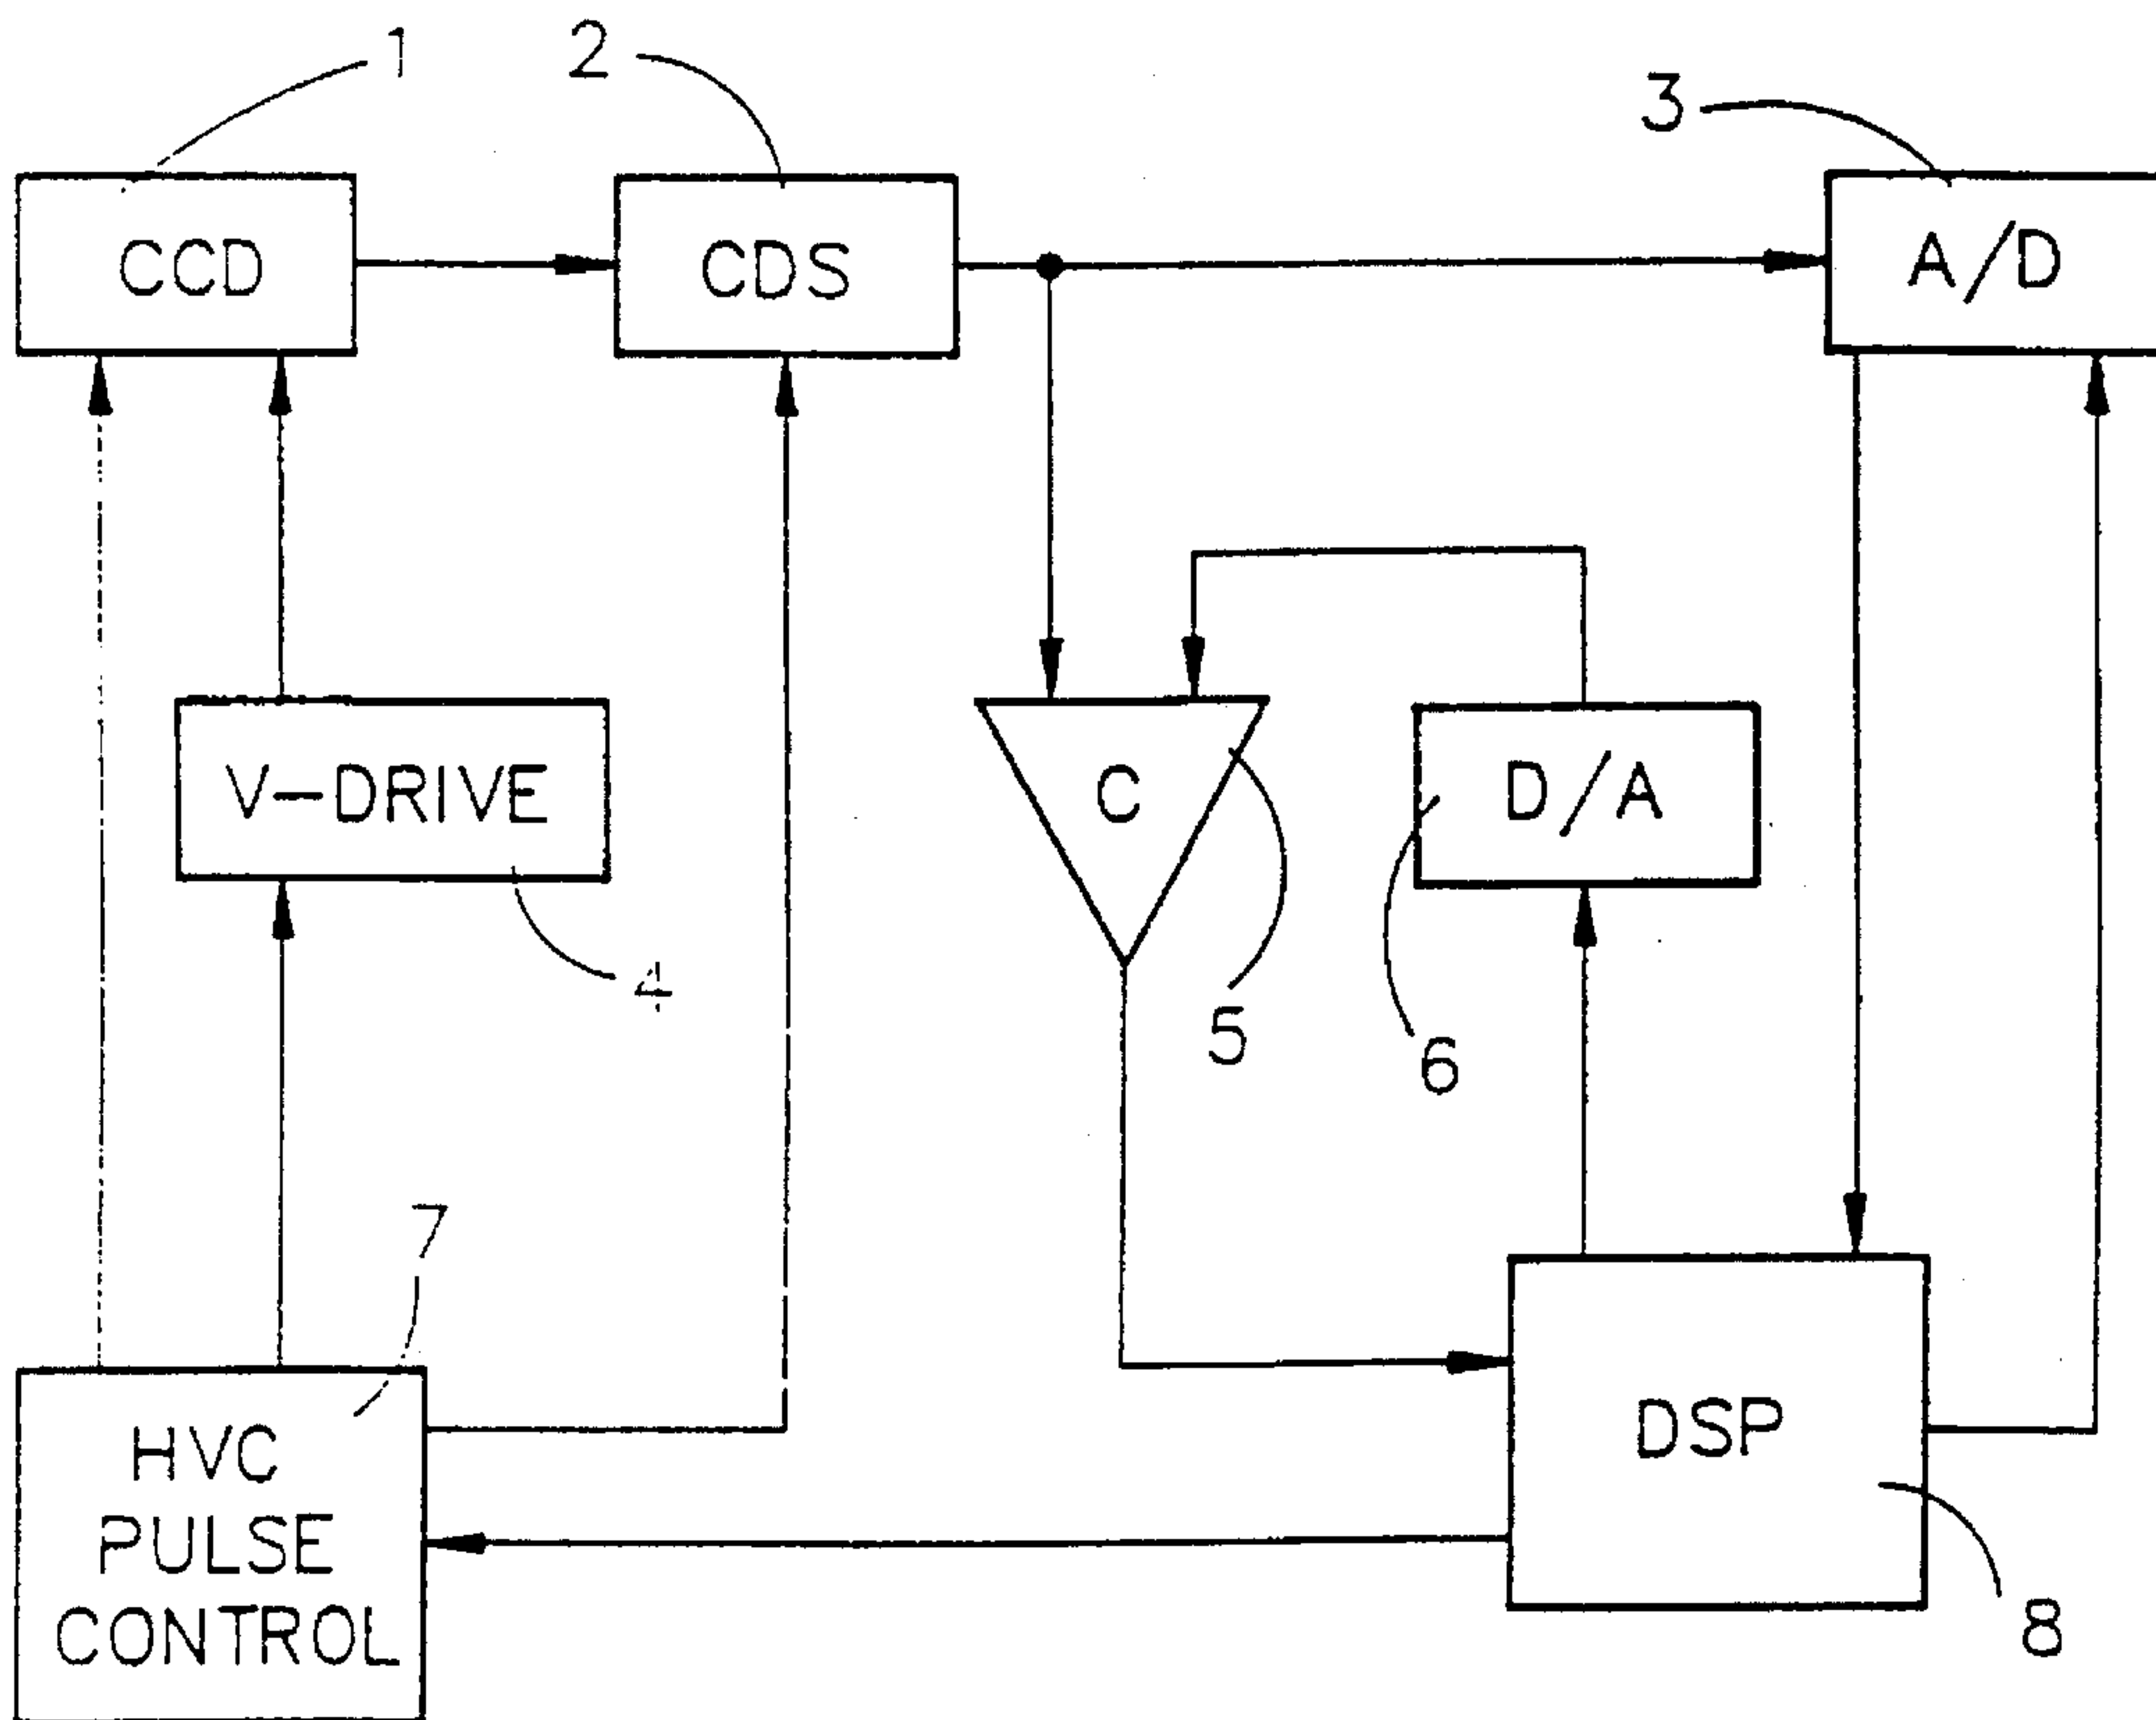 1
2
3
CCD
CDS
A/D
V-DRIVE
C
D/A
4
5
6
7
HVC
PULSE
CONTROL
DSP
8